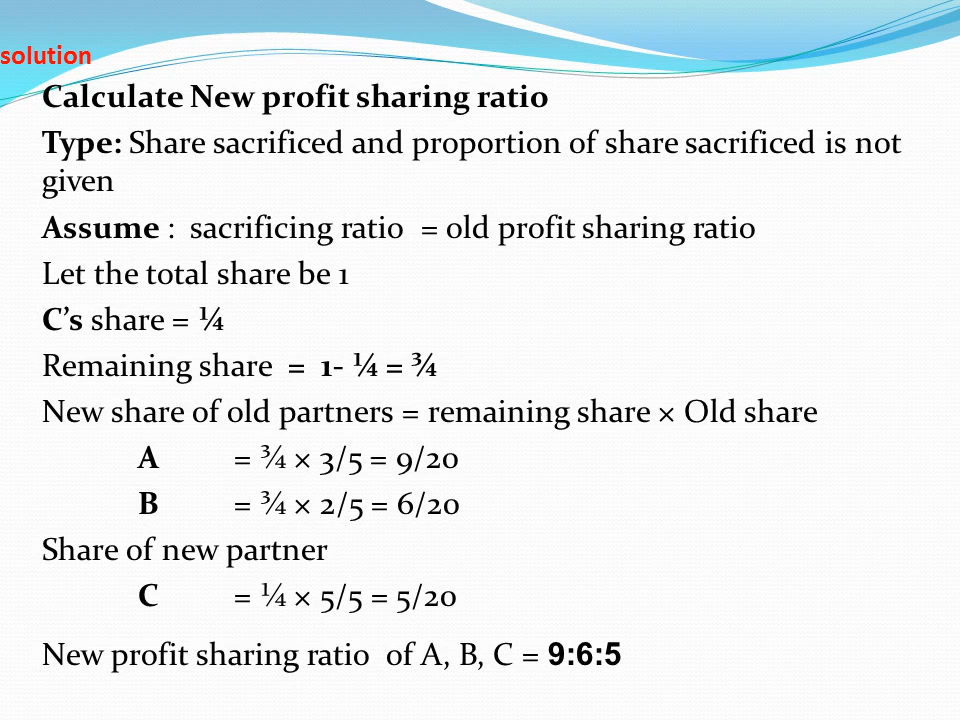 solution
Calculate New profit sharing ratio
Type: Share sacrificed and proportion of share sacrificed is not
given
Assume : sacrificing ratio = old profit sharing ratio
Let the total share be 1
C’s share = ¼
Remaining share = 1- ¼ = ¾
New share of old partners = remaining share × Old share
A = ¾ × 3/5 = 9/20
B = ¾ × 2/5 = 6/20
Share of new partner
C = ¼ × 5/5 = 5/20
New profit sharing ratio of A, B, C = 9:6:5